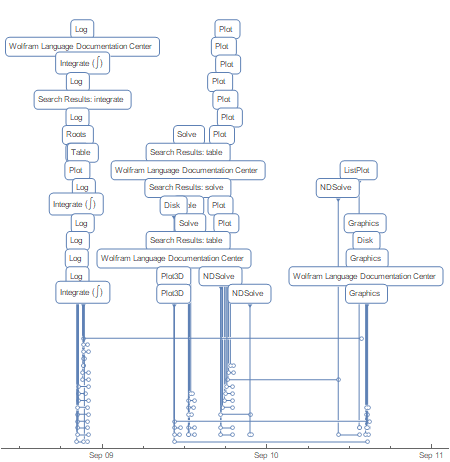 Log
Plot
Wolfram Language Documentation Center
Plot
Integrate (∫)
Plot
Log
Plot
Search Results: integrate
Plot
Log
Plot
Roots
Solve
Plot
Table
Search Results: table
Plot
Wolfram Language Documentation Center
ListPlot
Log
Search Results: solve
NDSolve
Integrate (∫)
Disk
Plot
Log
Solve
Plot
Graphics
Log
Search Results: table
Disk
Log
Wolfram Language Documentation Center
Graphics
Log
Plot3D
NDSolve
Wolfram Language Documentation Center
Integrate (∫)
Plot3D
NDSolve
Graphics
Sep 09
Sep 10
Sep 11